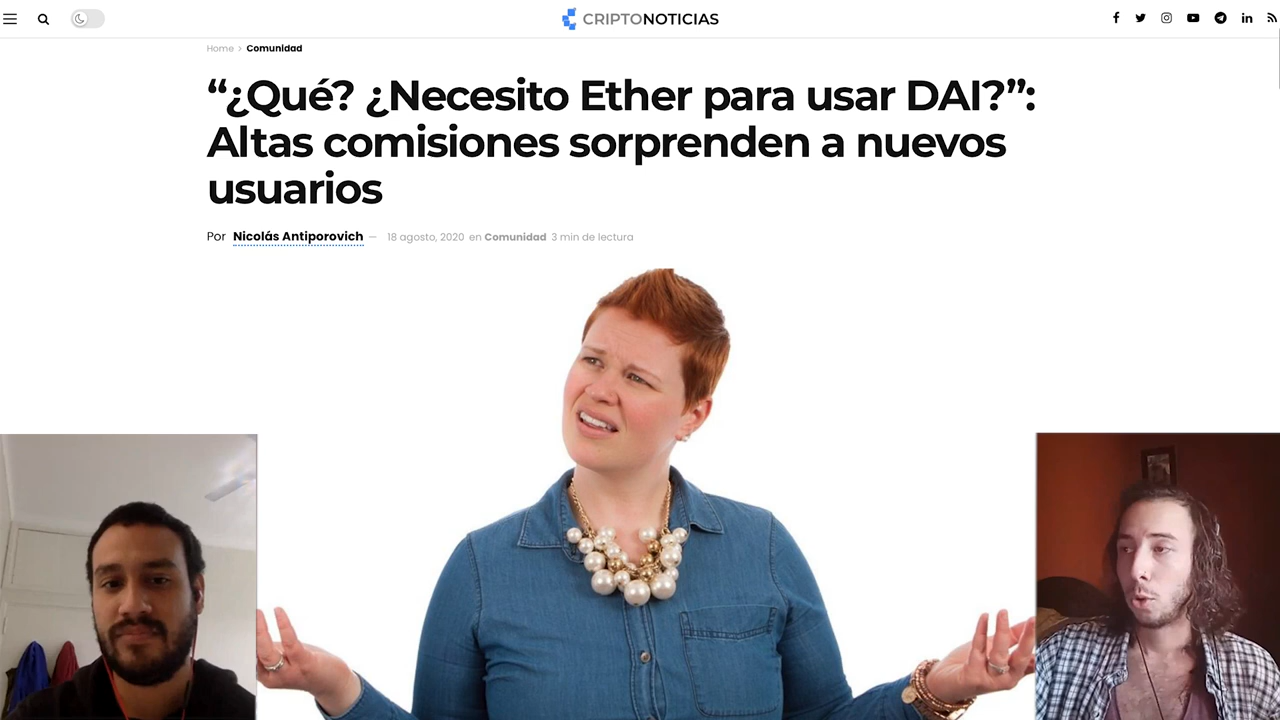 CRIPTONOTICIAS
Home > Comunidad
“¿Qué? ¿Necesito Ether para usar DAI?”:
Altas comisiones sorprenden a nuevos
usuarios
Por Nicolás Antiporovich — 18 agosto, 2020 en Comunidad 3 min de lectura